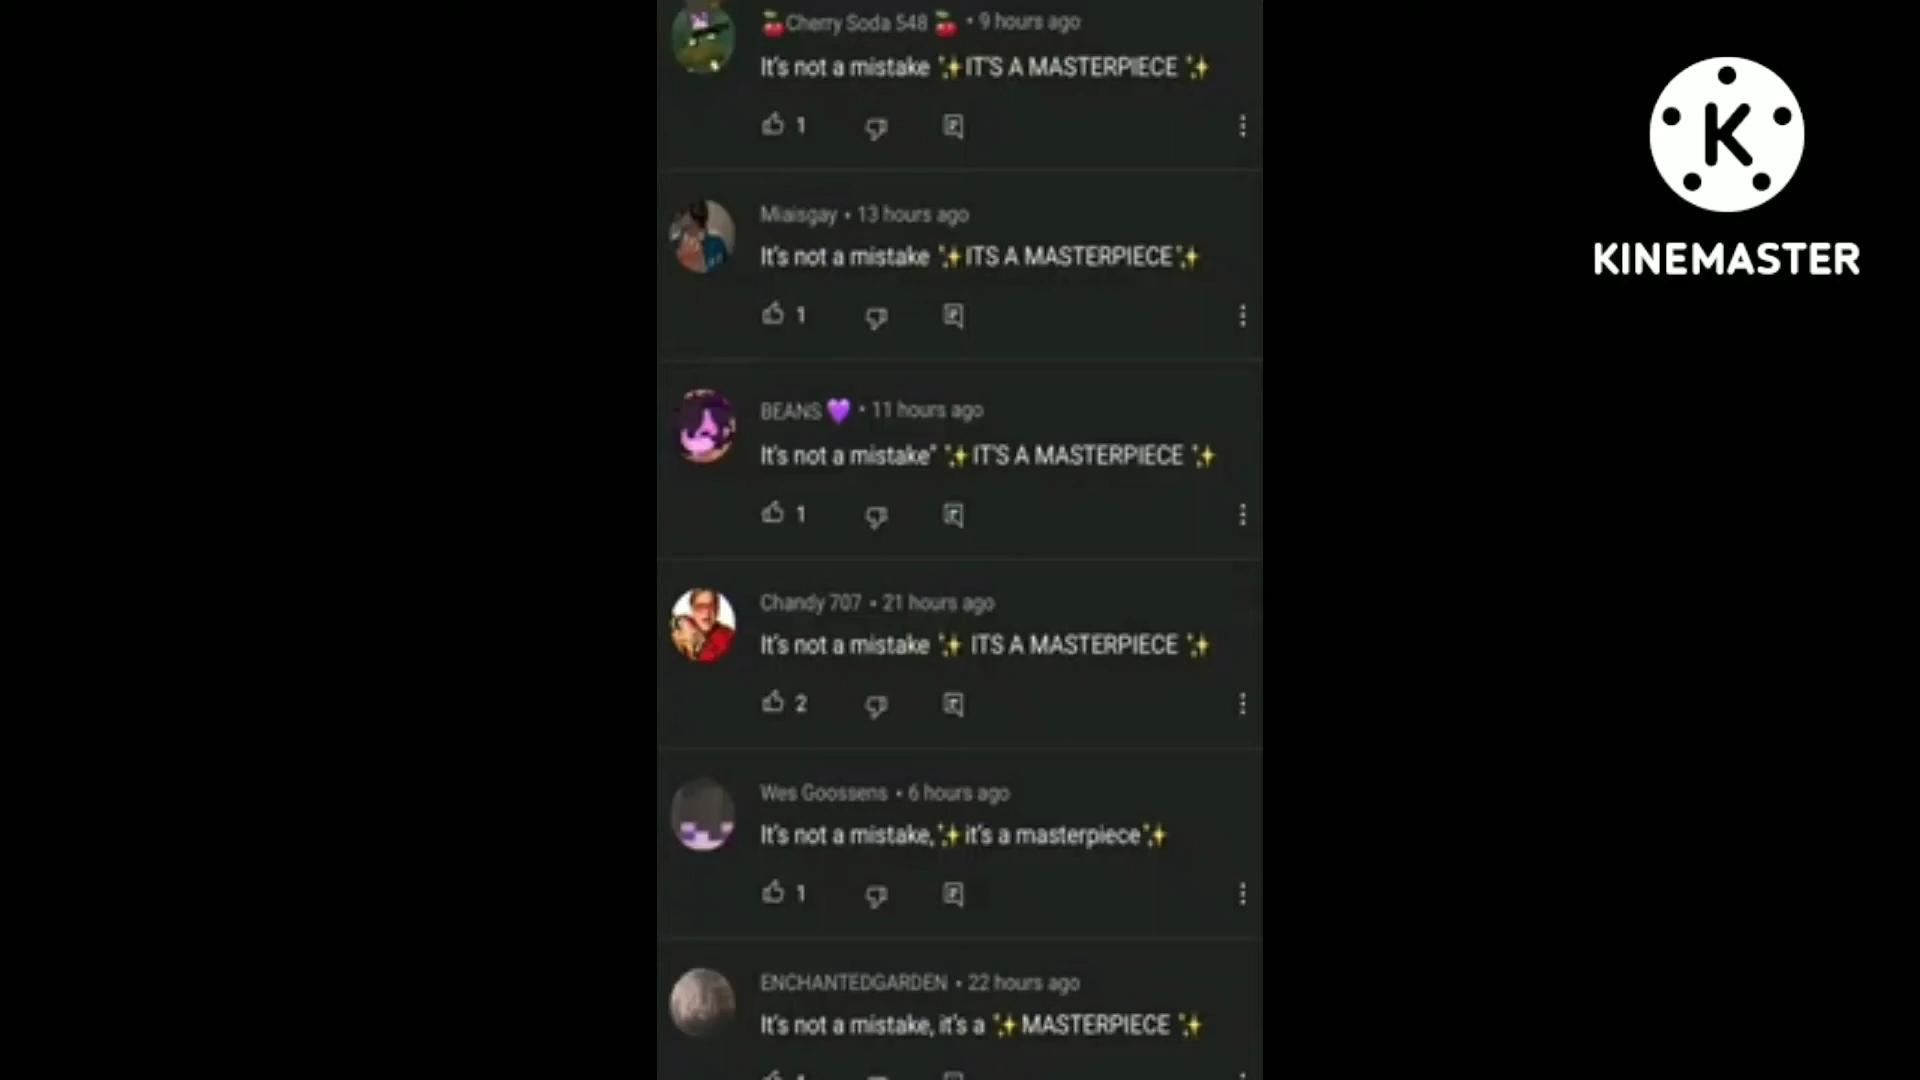 🍒Cherry Soda 548 🍒 • 9 hours ago
It's not a mistake ✨IT'S A MASTERPIECE ✨
1
Miaisgay • 13 hours ago
It's not a mistake ✨ITS A MASTERPIECE✨
1
BEANS 💜 • 11 hours ago
It's not a mistake" ✨IT'S A MASTERPIECE ✨
1
Chandy 707 • 21 hours ago
It's not a mistake ✨ ITS A MASTERPIECE ✨
2
Wes Goossens • 6 hours ago
It's not a mistake,✨it's a masterpiece✨
1
ENCHANTEDGARDEN • 22 hours ago
It's not a mistake, it's a ✨MASTERPIECE ✨
K
KINEMASTER